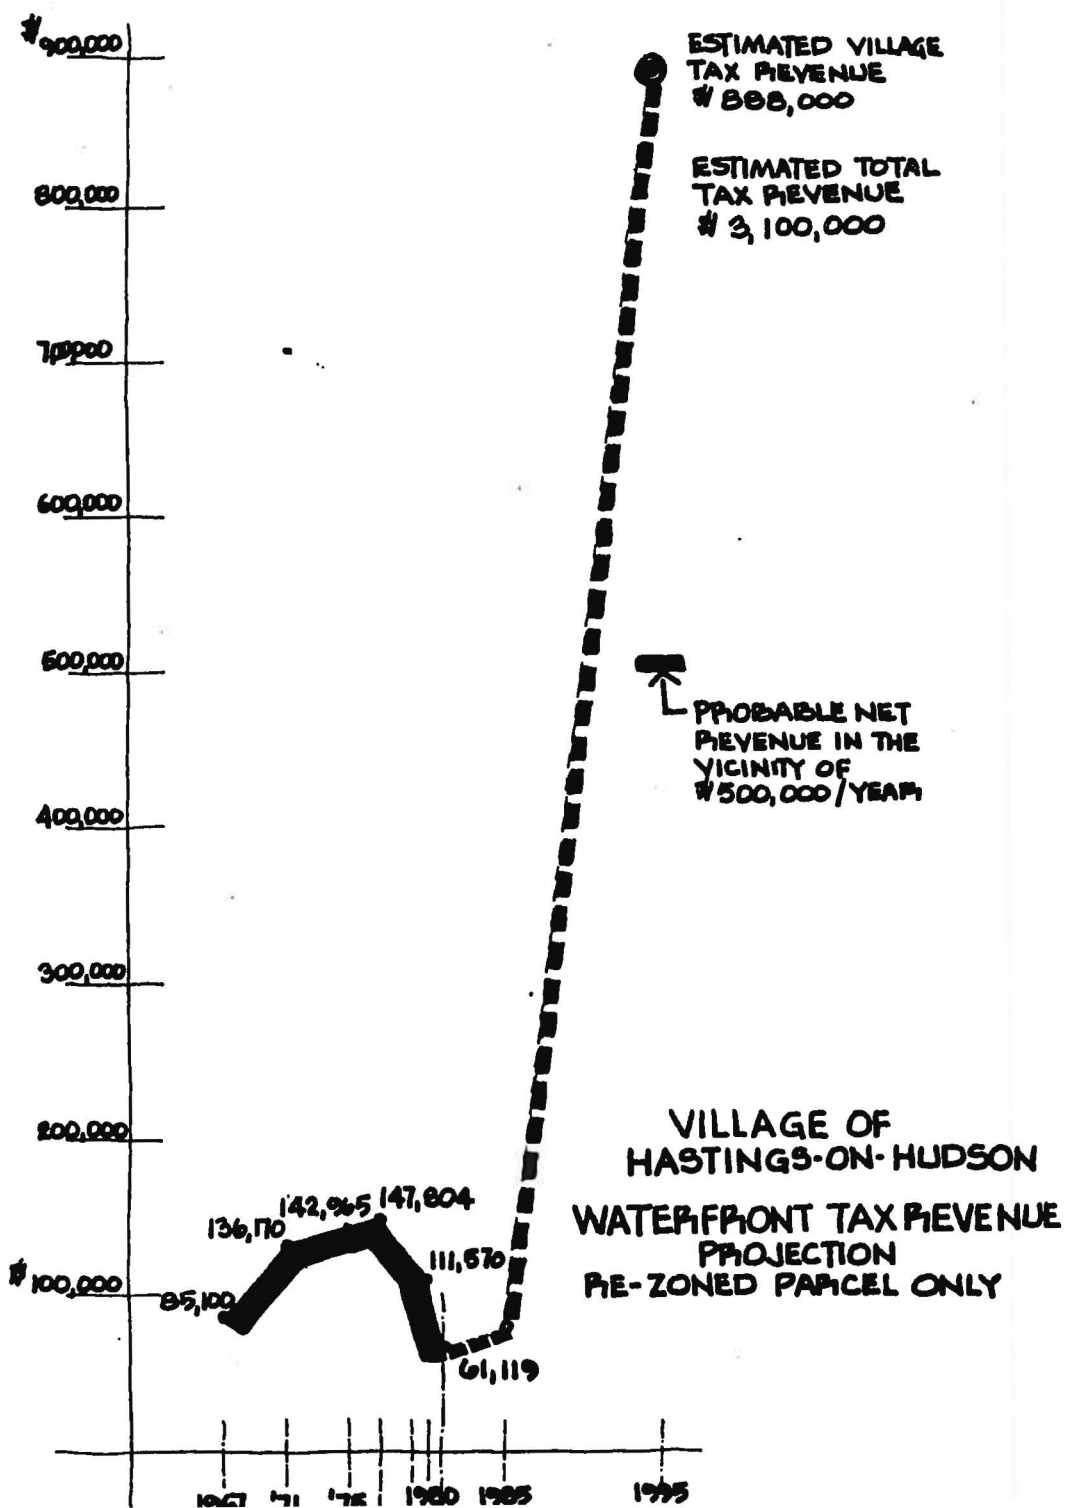 $900,000
ESTIMATED VILLAGE
TAX REVENUE
$888,000
ESTIMATED TOTAL
TAX REVENUE
$3,100,000
800,000
700,000
600,000
500,000
PROBABLE NET
REVENUE IN THE
VICINITY OF
$500,000/YEAR
400,000
300,000
200,000
VILLAGE OF
HASTINGS-ON-HUDSON
WATERFRONT TAX REVENUE
PROJECTION
RE-ZONED PARCEL ONLY
136,170
142,965
147,804
111,570
$100,000
85,100
61,119
1967 '71 '75 1980 1985 1995